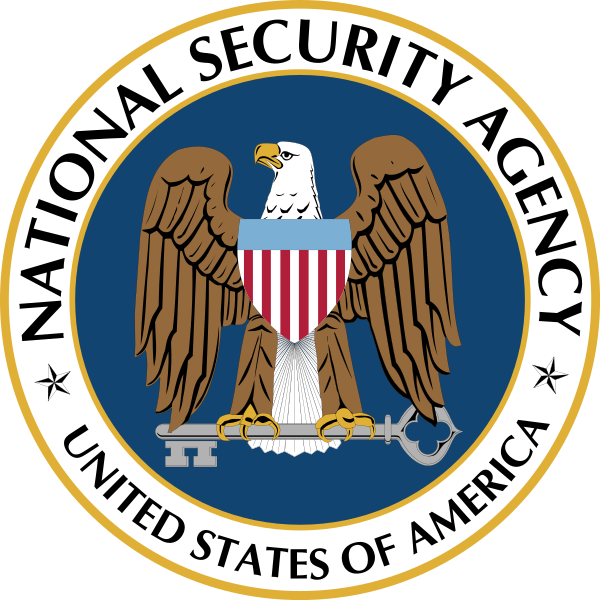 NATIONAL SECURITY AGENCY
UNITED STATES OF AMERICA